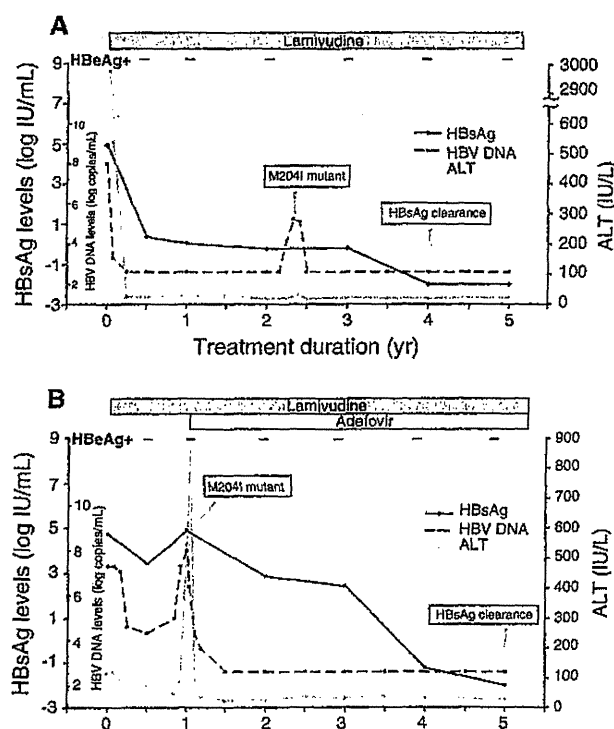 A
Lamivudine
HBeAg+ – – – – – – – – – –
HBsAg levels (log IU/mL)
9
7
5
3
1
-1
-3
HBV DNA levels (log copies/mL)
10
8
6
4
2
M204I mutant
HBsAg
HBV DNA
ALT
HBsAg clearance
ALT (IU/L)
3000
2900
600
500
400
300
200
100
0
0 1 2 3 4 5
Treatment duration (yr)
B
Lamivudine
Adefovir
HBeAg+ – – – – – – – – –
HBsAg levels (log IU/mL)
9
7
5
3
1
-1
-3
HBV DNA levels (log copies/mL)
10
8
6
4
2
M204I mutant
HBsAg
HBV DNA
ALT
HBsAg clearance
ALT (IU/L)
900
800
700
600
500
400
300
200
100
0
0 1 2 3 4 5